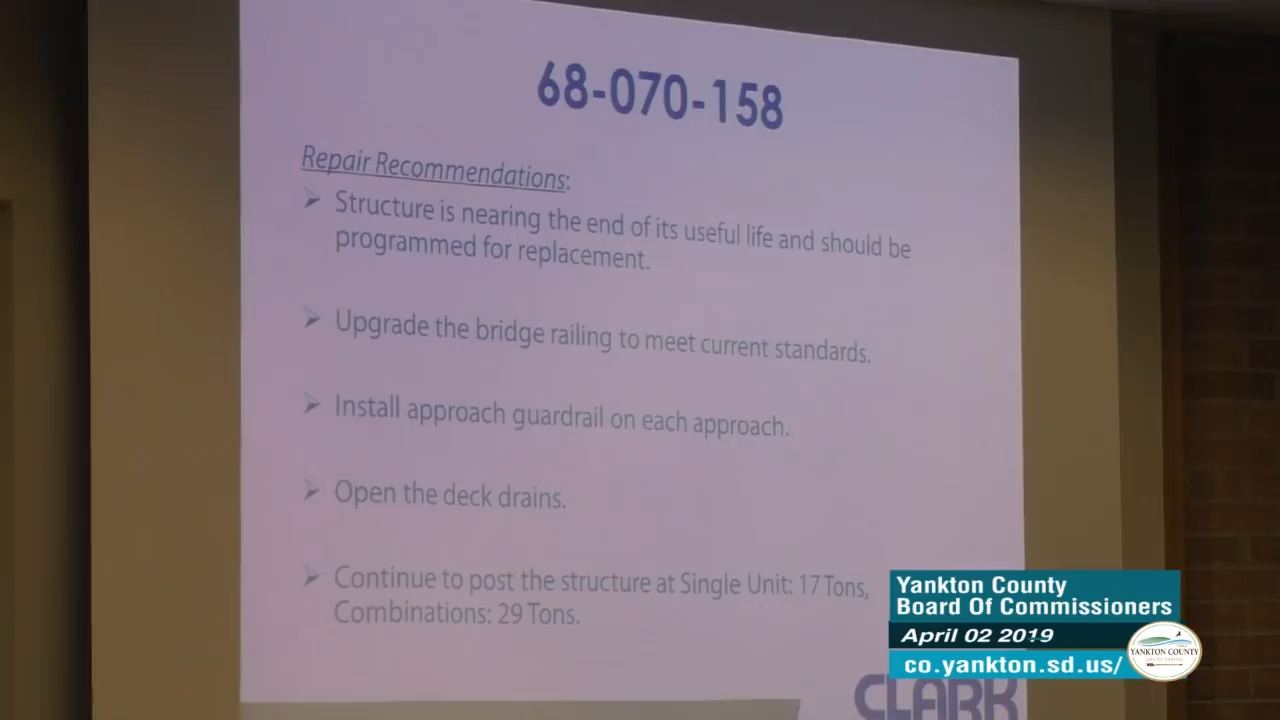 68-070-158
Repair Recommendations:
Structure is nearing the end of its useful life and should be
programmed for replacement.
Upgrade the bridge railing to meet current standards.
Install approach guardrail on each approach.
Open the deck drains.
Continue to post the structure at Single Unit: 17 Tons,
Combinations: 29 Tons.
Yankton County
Board Of Commissioners
April 02 2019
co.yankton.sd.us/
YANKTON COUNTY
CLARK